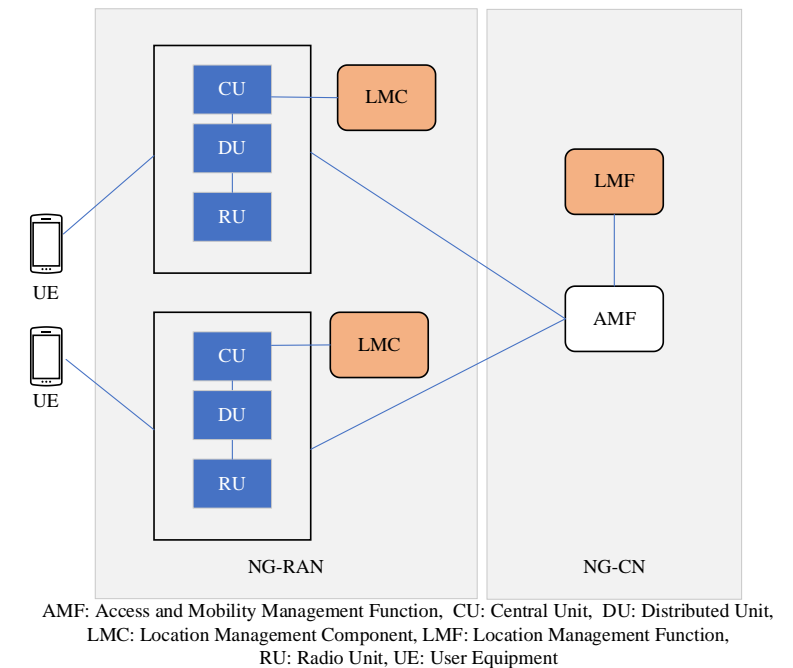 CU
LMC
DU
LMF
RU
UE
AMF
CU
LMC
UE
DU
RU
NG-RAN
NG-CN
AMF: Access and Mobility Management Function, CU: Central Unit, DU: Distributed Unit,
LMC: Location Management Component, LMF: Location Management Function,
RU: Radio Unit, UE: User Equipment